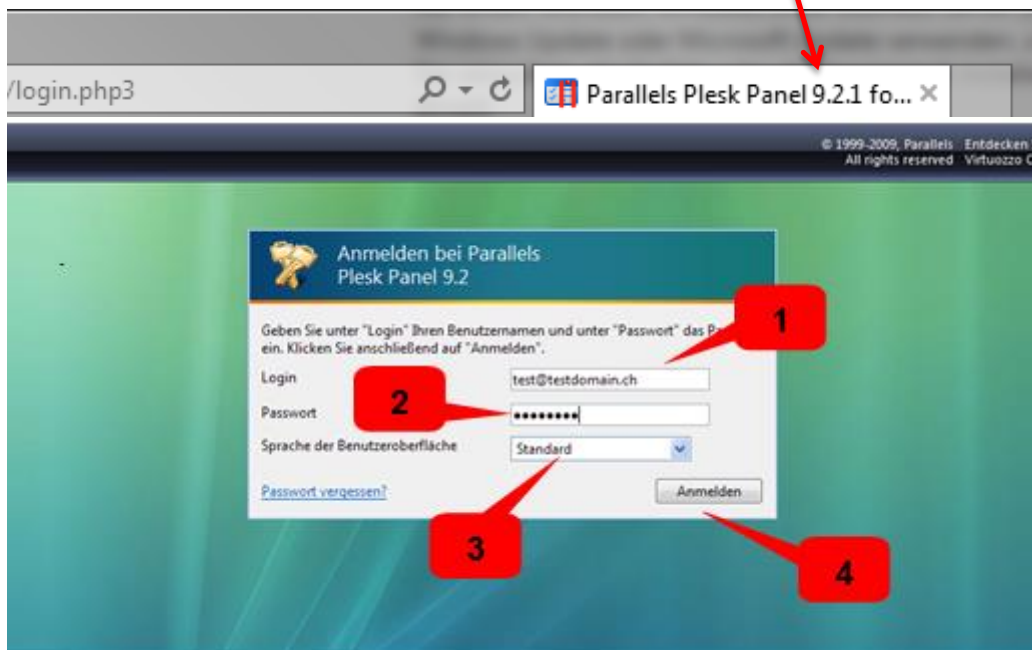 /login.php3
Parallels Plesk Panel 9.2.1 fo...
© 1999-2009, Parallels Entdecken
All rights reserved Virtuozzo
Anmelden bei Parallels
Plesk Panel 9.2
Geben Sie unter "Login" Ihren Benutzernamen und unter "Passwort" das
ein. Klicken Sie anschließend auf "Anmelden".
1
Login
test@testdomain.ch
2
Passwort
Sprache der Benutzeroberfläche
Standard
Passwort vergessen?
Anmelden
3
4